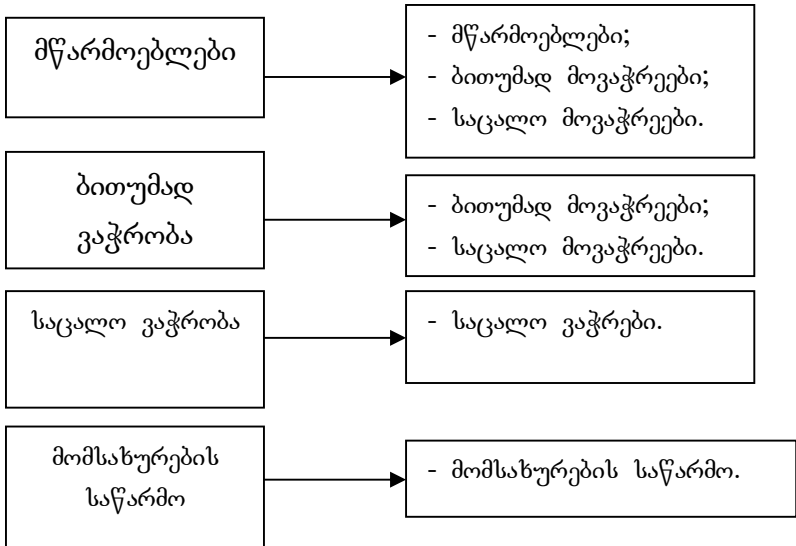 მწარმოებლები
- მწარმოებლები;
- ბითუმად მოვაჭრეები;
- საცალო მოვაჭრეები.
ბითუმად
ვაჭრობა
- ბითუმად მოვაჭრეები;
- საცალო მოვაჭრეები.
საცალო ვაჭრობა
- საცალო ვაჭრები.
მომსახურების
საწარმო
- მომსახურების საწარმო.